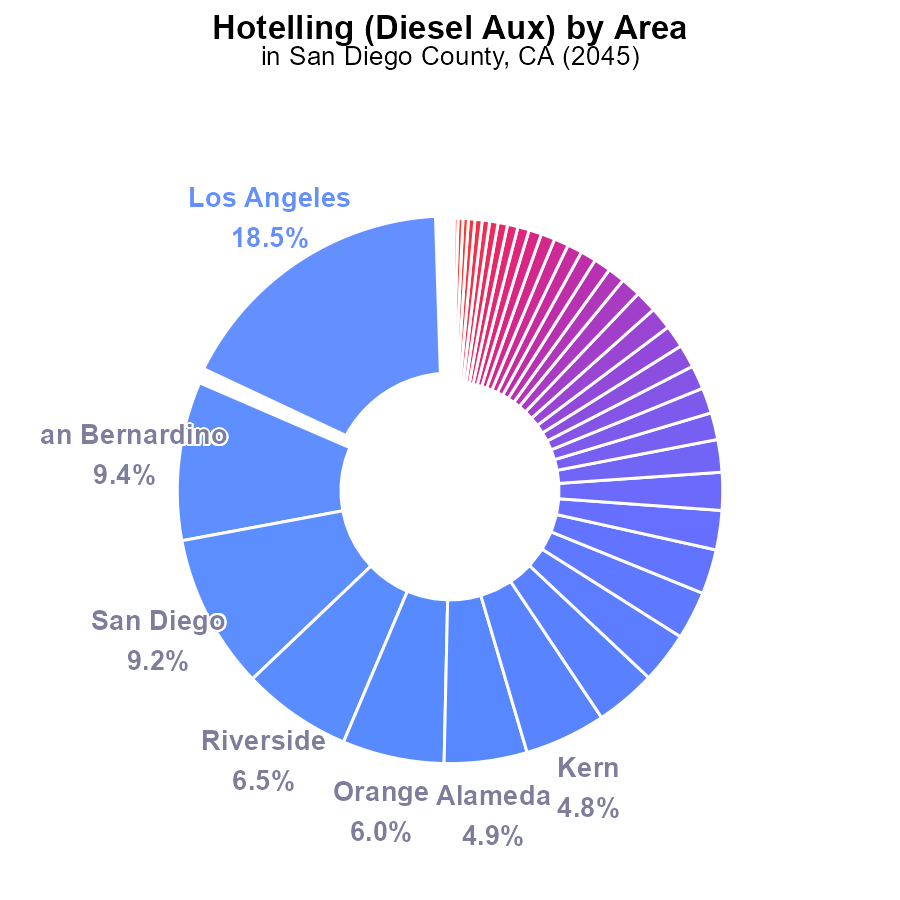 Hotelling (Diesel Aux) by Area
in San Diego County, CA (2045)
Los Angeles
18.5%
an Bernardino
9.4%
San Diego
9.2%
Riverside
6.5%
Orange
6.0%
Alameda
4.9%
Kern
4.8%